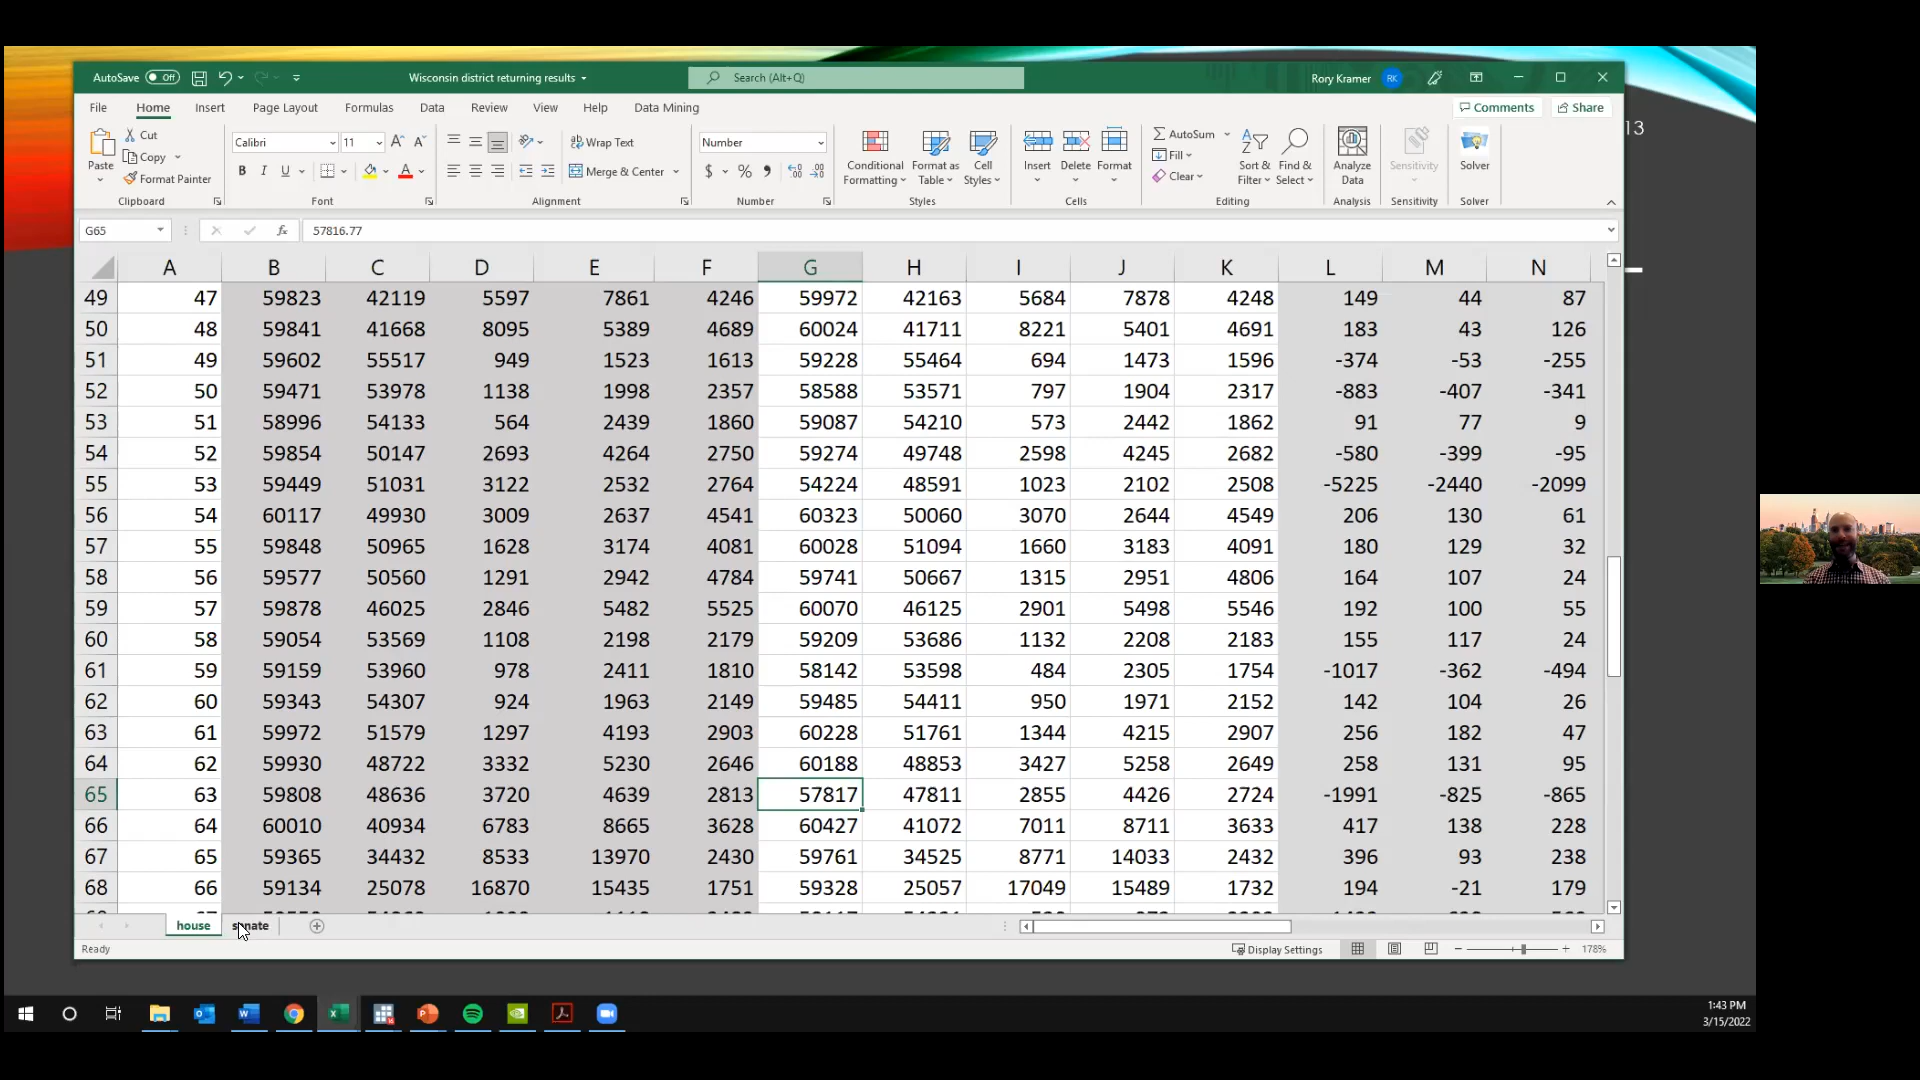 AutoSave Off Wisconsin district returning results Search (Alt+Q) Rory Kramer RK
File Home Insert Page Layout Formulas Data Review View Help Data Mining Comments Share
13
Paste Cut Copy Format Painter Clipboard
Calibri 11 B I U A Font
Wrap Text Merge & Center Alignment
Number $ % Number
Conditional Formatting Format as Table Cell Styles Styles
Insert Delete Format Cells
AutoSum Fill Clear Sort & Filter Find & Select Editing
Analyze Data Analysis
Sensitivity Sensitivity
Solver Solver
G65 fx 57816.77
A B C D E F G H I J K L M N
49 47 59823 42119 5597 7861 4246 59972 42163 5684 7878 4248 149 44 87
50 48 59841 41668 8095 5389 4689 60024 41711 8221 5401 4691 183 43 126
51 49 59602 55517 949 1523 1613 59228 55464 694 1473 1596 -374 -53 -255
52 50 59471 53978 1138 1998 2357 58588 53571 797 1904 2317 -883 -407 -341
53 51 58996 54133 564 2439 1860 59087 54210 573 2442 1862 91 77 9
54 52 59854 50147 2693 4264 2750 59274 49748 2598 4245 2682 -580 -399 -95
55 53 59449 51031 3122 2532 2764 54224 48591 1023 2102 2508 -5225 -2440 -2099
56 54 60117 49930 3009 2637 4541 60323 50060 3070 2644 4549 206 130 61
57 55 59848 50965 1628 3174 4081 60028 51094 1660 3183 4091 180 129 32
58 56 59577 50560 1291 2942 4784 59741 50667 1315 2951 4806 164 107 24
59 57 59878 46025 2846 5482 5525 60070 46125 2901 5498 5546 192 100 55
60 58 59054 53569 1108 2198 2179 59209 53686 1132 2208 2183 155 117 24
61 59 59159 53960 978 2411 1810 58142 53598 484 2305 1754 -1017 -362 -494
62 60 59343 54307 924 1963 2149 59485 54411 950 1971 2152 142 104 26
63 61 59972 51579 1297 4193 2903 60228 51761 1344 4215 2907 256 182 47
64 62 59930 48722 3332 5230 2646 60188 48853 3427 5258 2649 258 131 95
65 63 59808 48636 3720 4639 2813 57817 47811 2855 4426 2724 -1991 -825 -865
66 64 60010 40934 6783 8665 3628 60427 41072 7011 8711 3633 417 138 228
67 65 59365 34432 8533 13970 2430 59761 34525 8771 14033 2432 396 93 238
68 66 59134 25078 16870 15435 1751 59328 25057 17049 15489 1732 194 -21 179
house senate
Ready Display Settings 178%
1:43 PM
3/15/2022